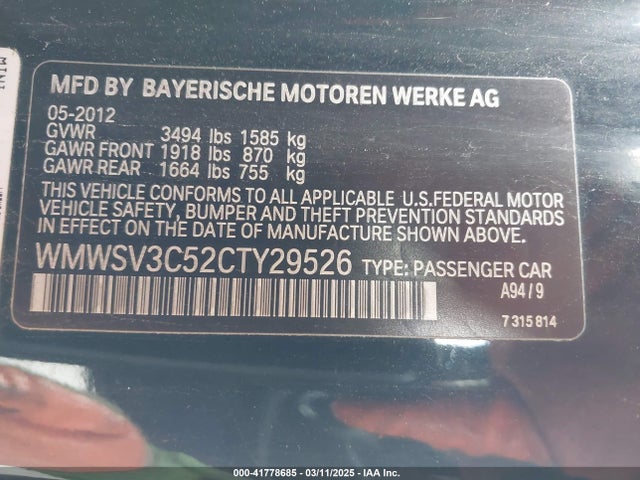 MINI
MFD BY BAYERISCHE MOTOREN WERKE AG
05-2012
GVWR 3494 lbs 1585 kg
GAWR FRONT 1918 lbs 870 kg
GAWR REAR 1664 lbs 755 kg
THIS VEHICLE CONFORMS TO ALL APPLICABLE U.S.FEDERAL MOTOR
VEHICLE SAFETY, BUMPER AND THEFT PREVENTION STANDARDS
IN EFFECT ON THE DATE OF MANUFACTURE SHOWN ABOVE.
WMWSV3C52CTY29526 TYPE: PASSENGER CAR
A94/9
7 315 814
000-41778685 - 03/11/2025 - IAA Inc.